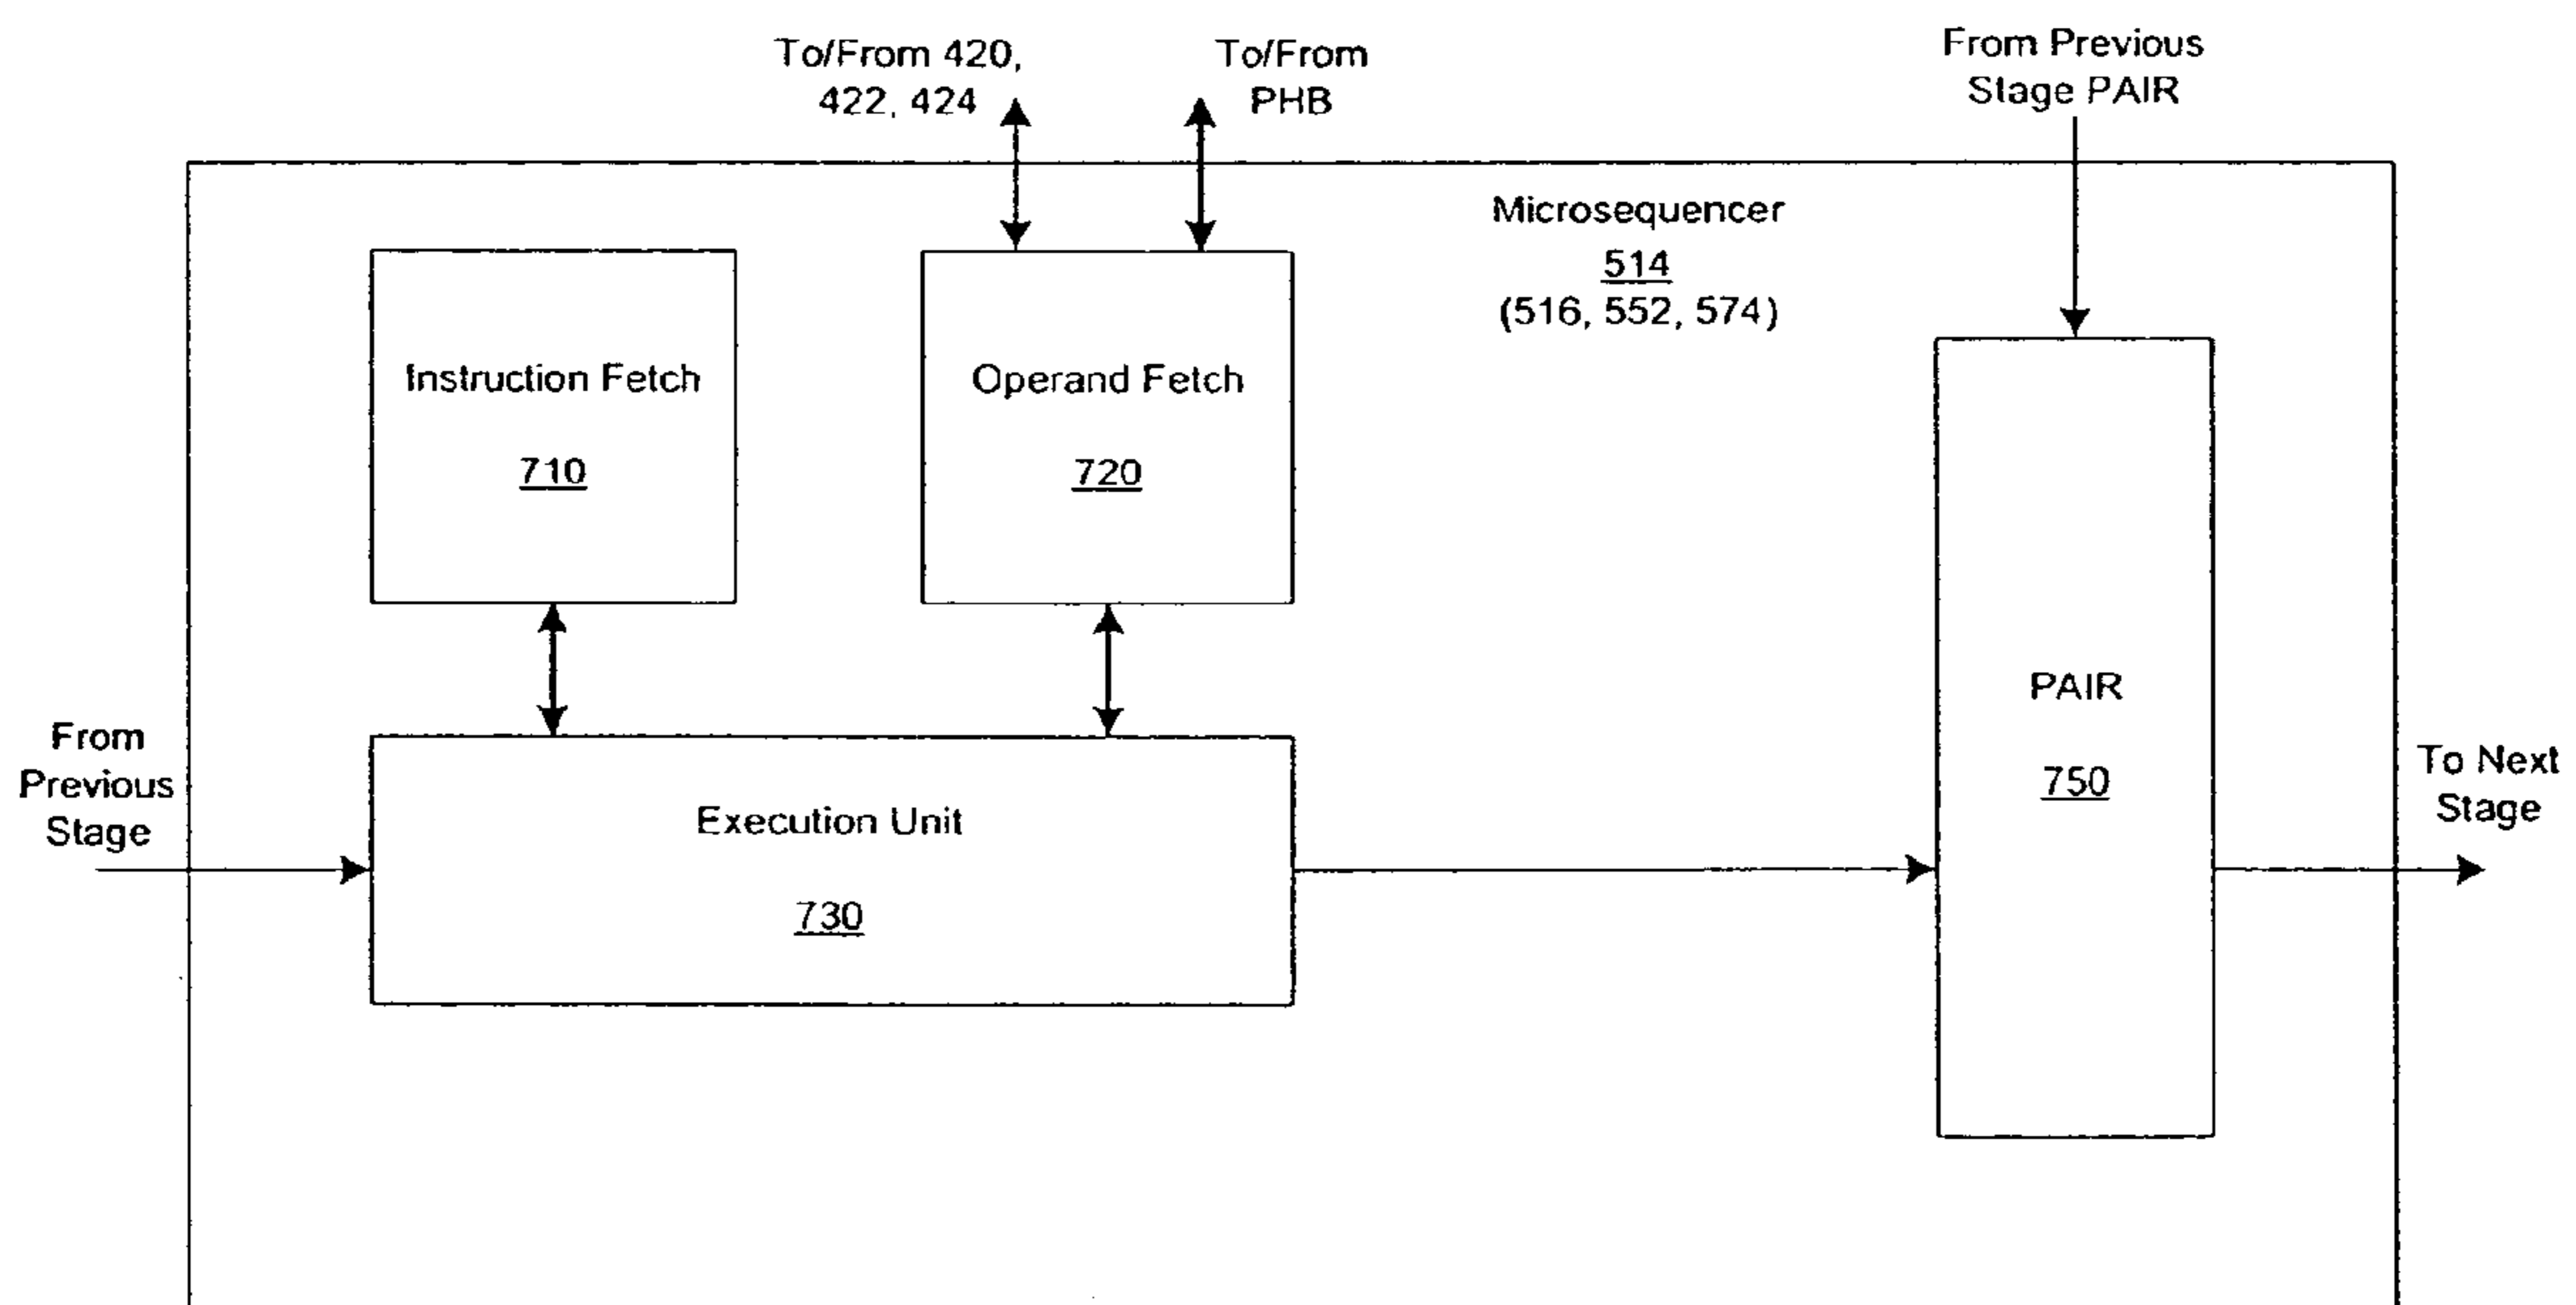 To/From 420,
422, 424
To/From
PHB
From Previous
Stage PAIR
Microsequencer
514
(516, 552, 574)
Instruction Fetch
710
Operand Fetch
720
From
Previous
Stage
Execution Unit
730
PAIR
750
To Next
Stage